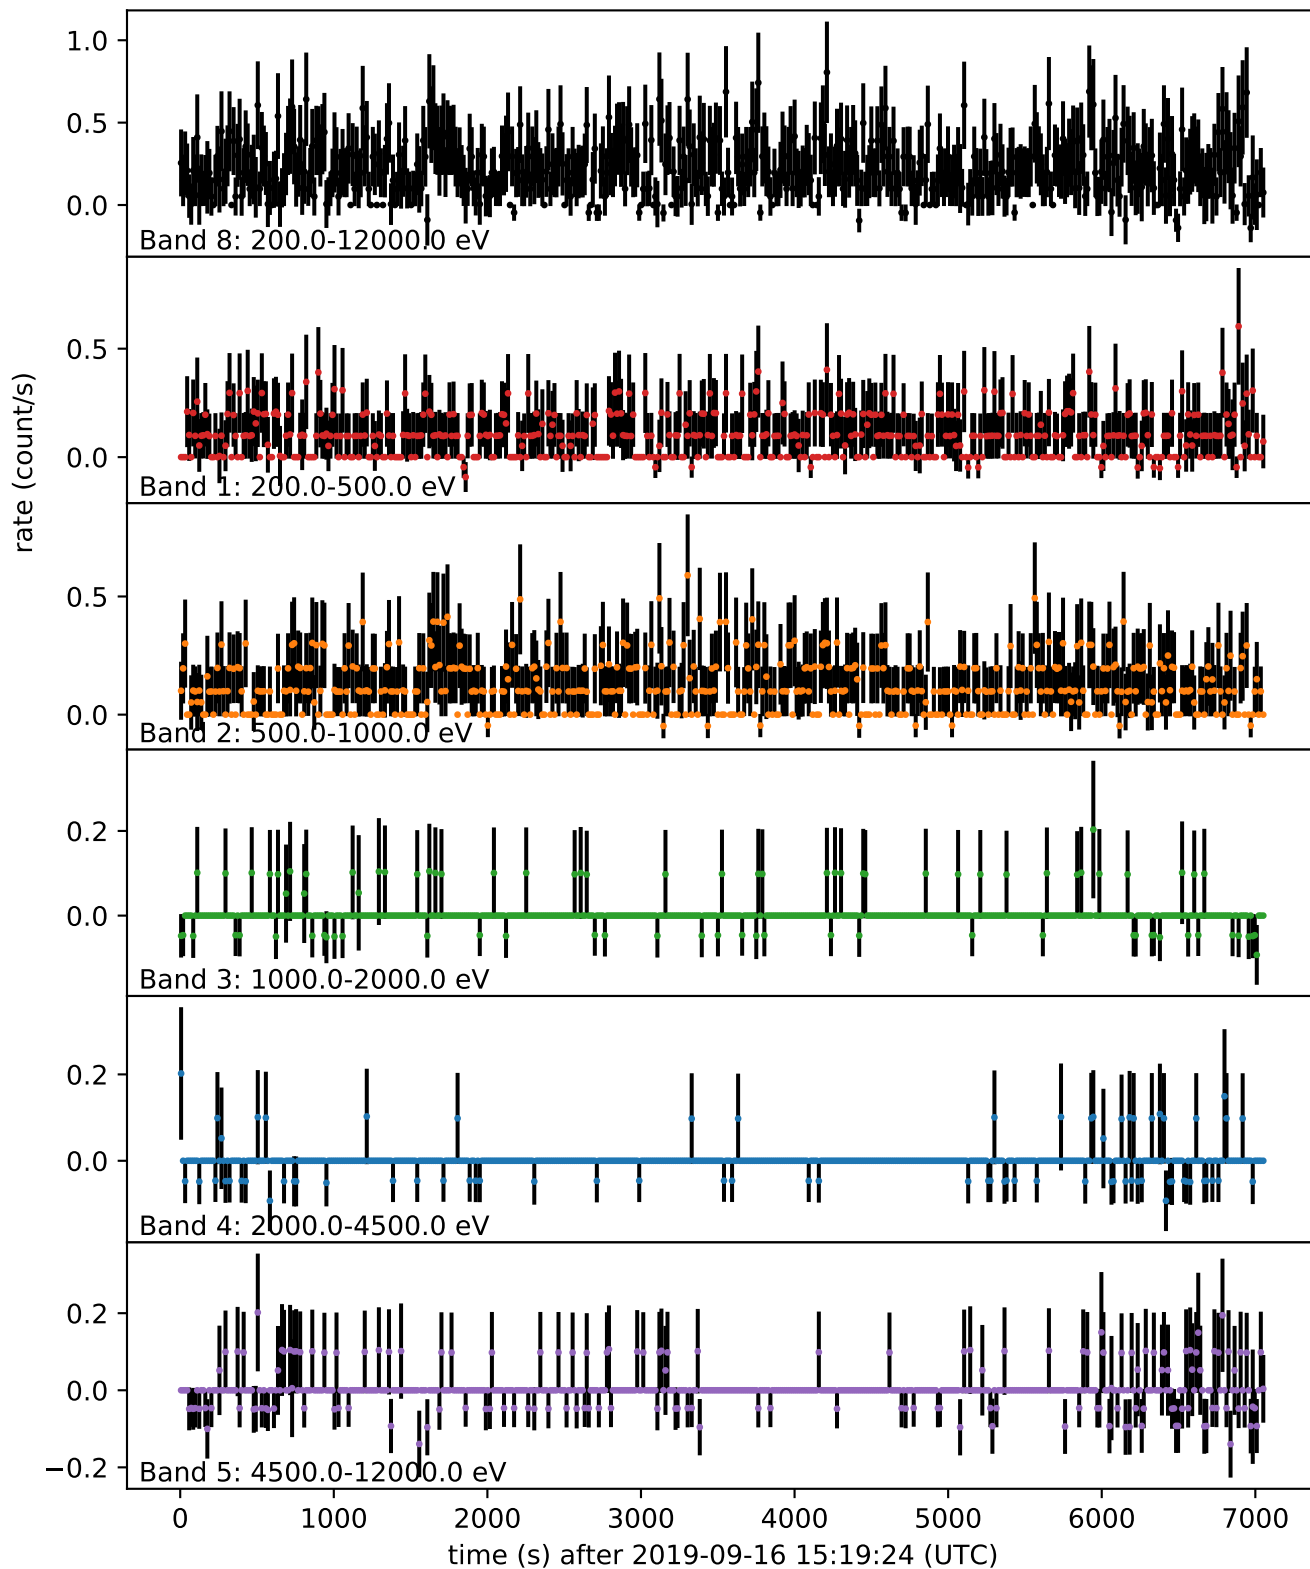 1.0
0.5
0.0
Band 8: 200.0-12000.0 eV
0.5
0.0
Band 1: 200.0-500.0 eV
rate (count/s)
0.5
0.0
Band 2: 500.0-1000.0 eV
0.2
0.0
Band 3: 1000.0-2000.0 eV
0.2
0.0
Band 4: 2000.0-4500.0 eV
0.2
0.0
−0.2
Band 5: 4500.0-12000.0 eV
0 1000 2000 3000 4000 5000 6000 7000
time (s) after 2019-09-16 15:19:24 (UTC)